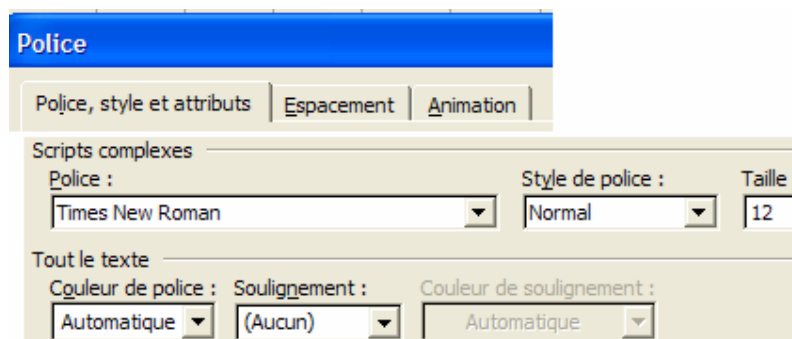 Police
Police, style et attributs Espacement Animation
Scripts complexes
Police : Style de police : Taille
Times New Roman Normal 12
Tout le texte
Couleur de police : Soulignement : Couleur de soulignement :
Automatique (Aucun) Automatique